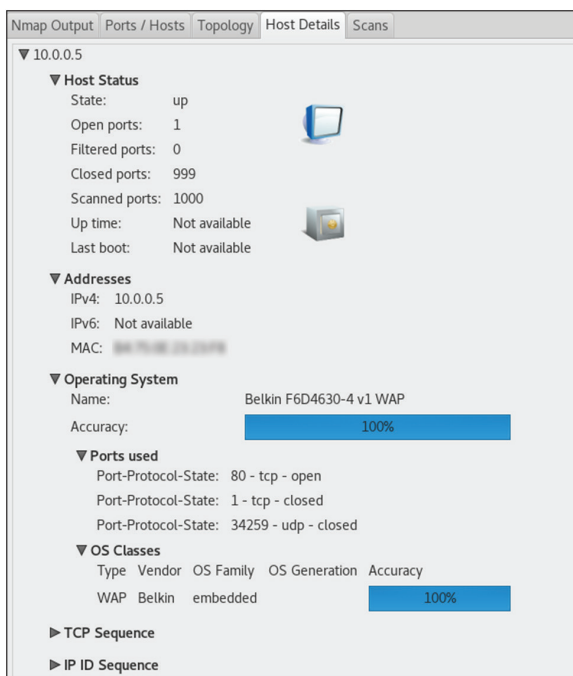 Nmap Output Ports / Hosts Topology Host Details Scans
10.0.0.5
Host Status
State: up
Open ports: 1
Filtered ports: 0
Closed ports: 999
Scanned ports: 1000
Up time: Not available
Last boot: Not available
Addresses
IPv4: 10.0.0.5
IPv6: Not available
MAC:
Operating System
Name: Belkin F6D4630-4 v1 WAP
Accuracy: 100%
Ports used
Port-Protocol-State: 80 - tcp - open
Port-Protocol-State: 1 - tcp - closed
Port-Protocol-State: 34259 - udp - closed
OS Classes
Type Vendor OS Family OS Generation Accuracy
WAP Belkin embedded 100%
TCP Sequence
IP ID Sequence